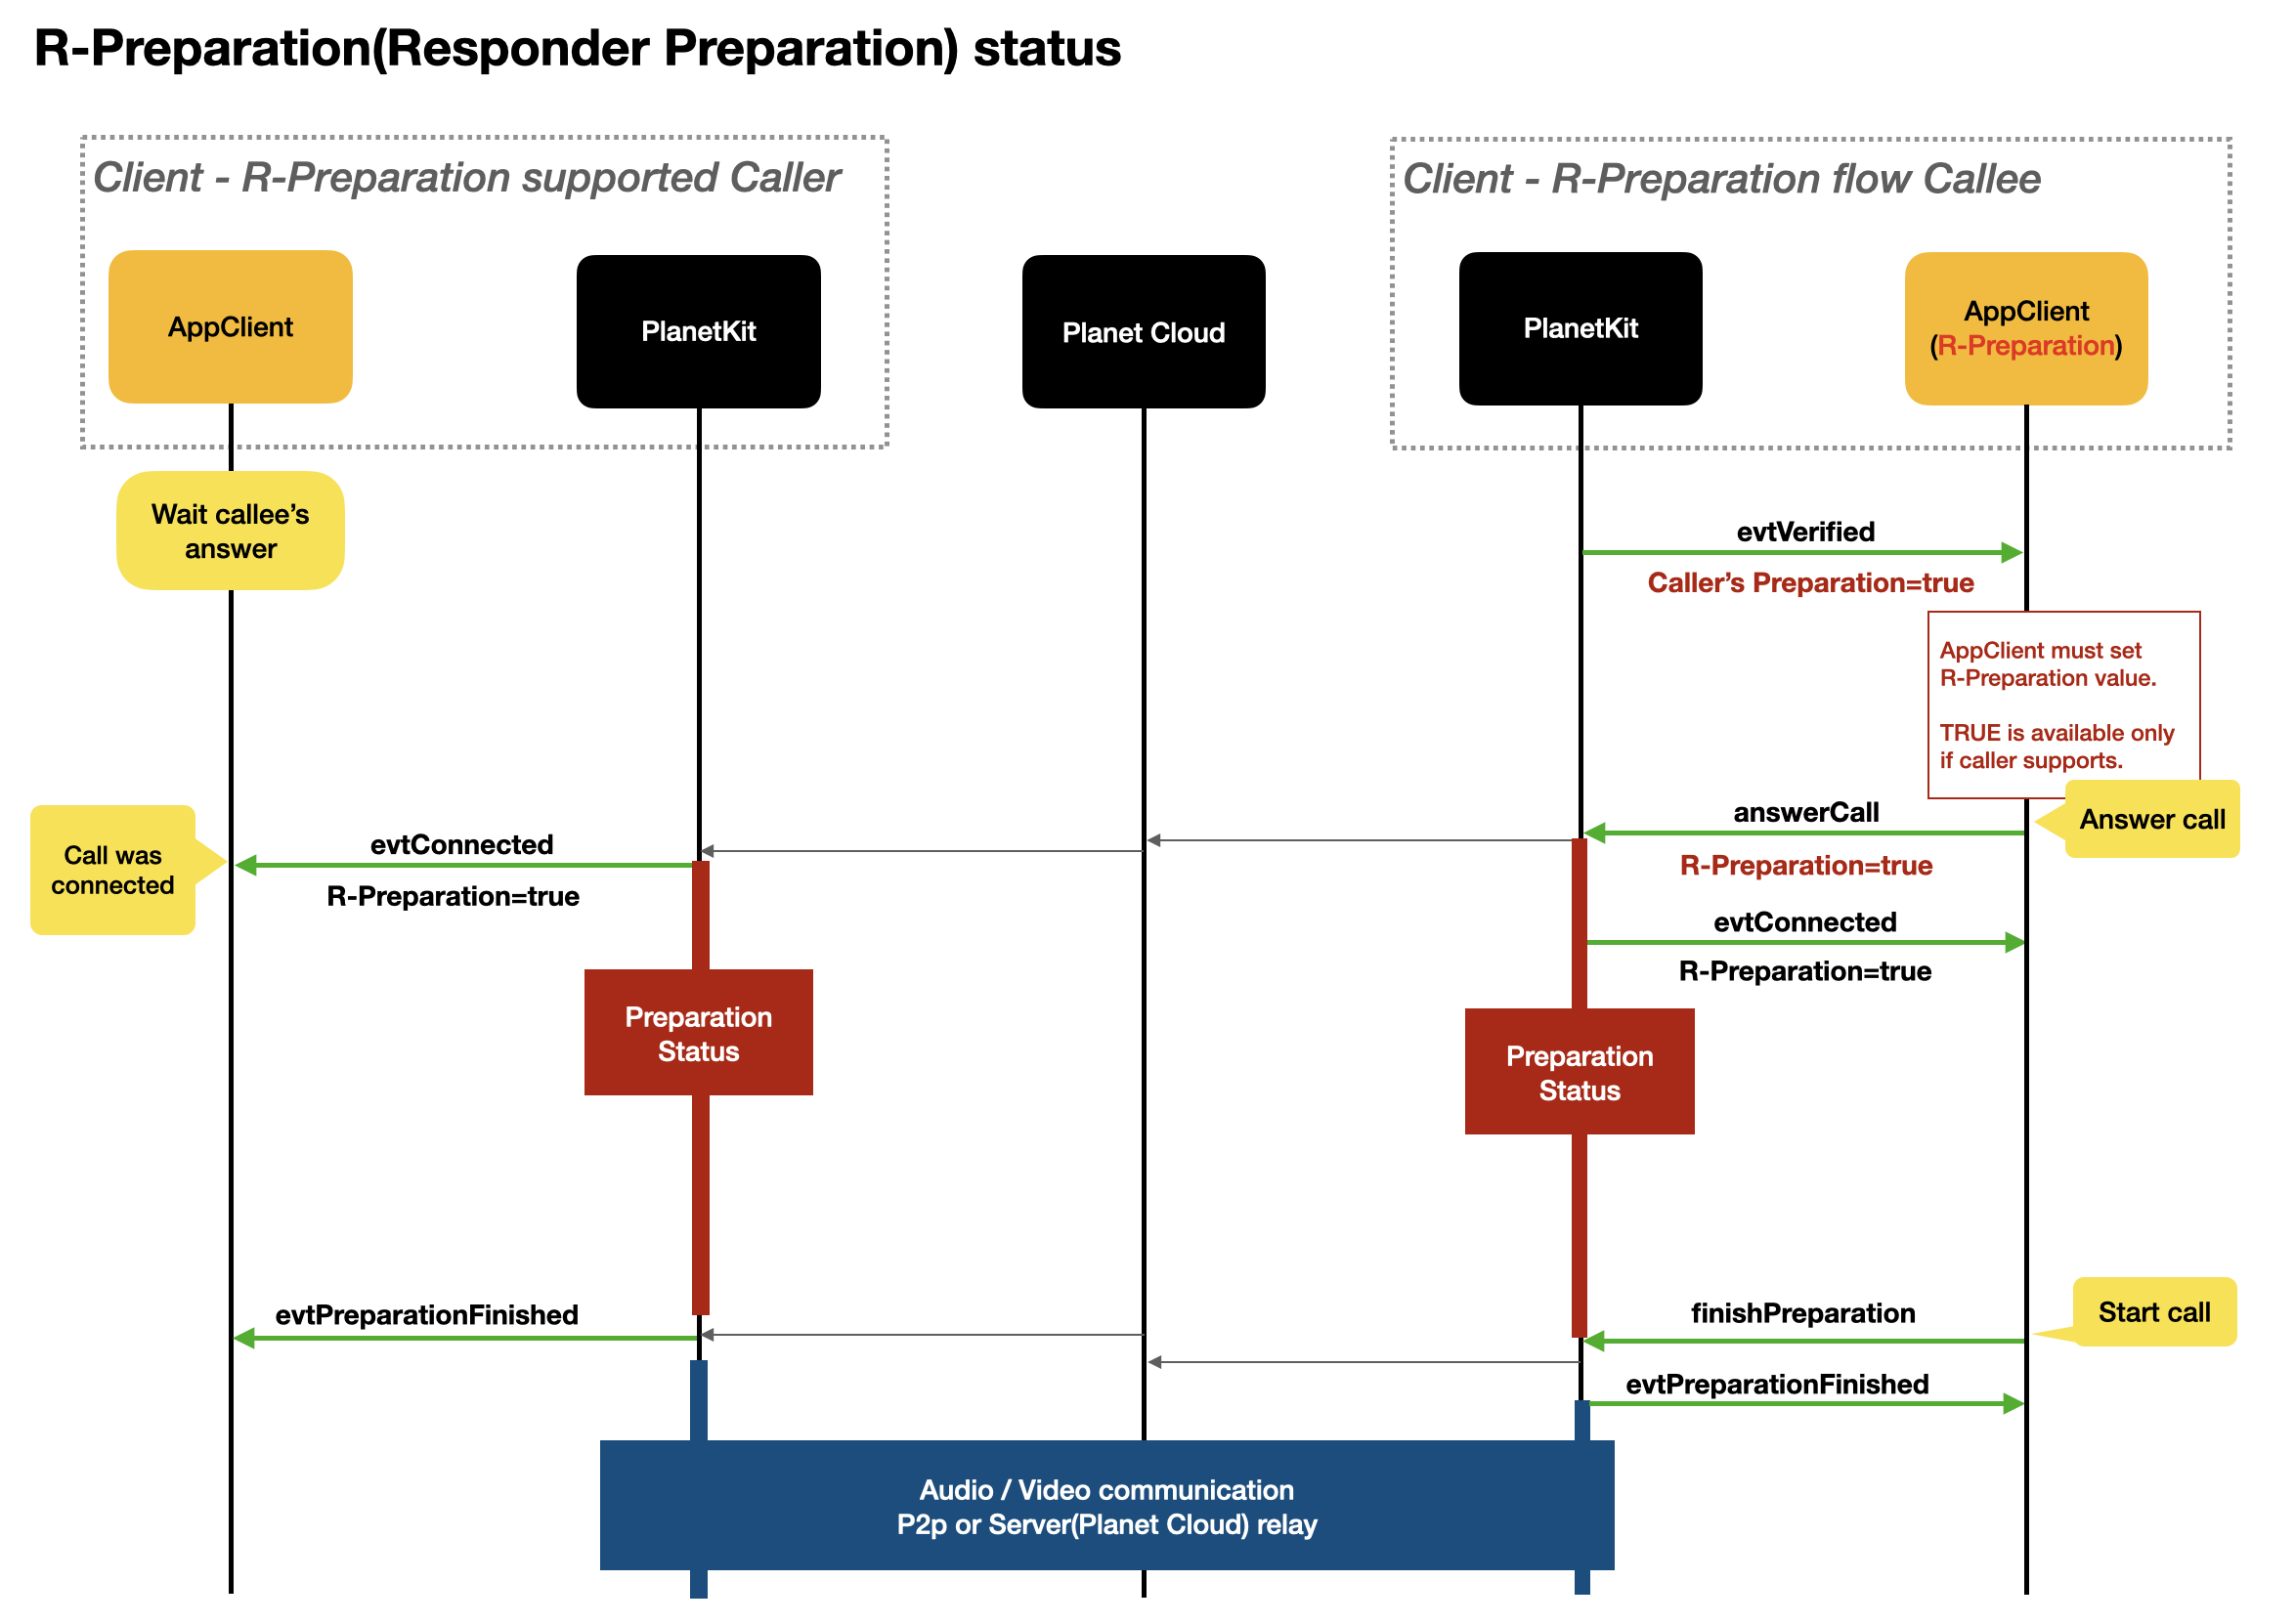 R-Preparation(Responder Preparation) status
Client - R-Preparation supported Caller
Client - R-Preparation flow Callee
AppClient
PlanetKit
Planet Cloud
PlanetKit
AppClient
(R-Preparation)
Wait callee’s
answer
evtVerified
Caller’s Preparation=true
AppClient must set
R-Preparation value.
TRUE is available only
if caller supports.
answerCall
Answer call
R-Preparation=true
Call was
connected
evtConnected
R-Preparation=true
evtConnected
R-Preparation=true
Preparation
Status
Preparation
Status
evtPreparationFinished
finishPreparation
Start call
evtPreparationFinished
Audio / Video communication
P2p or Server(Planet Cloud) relay